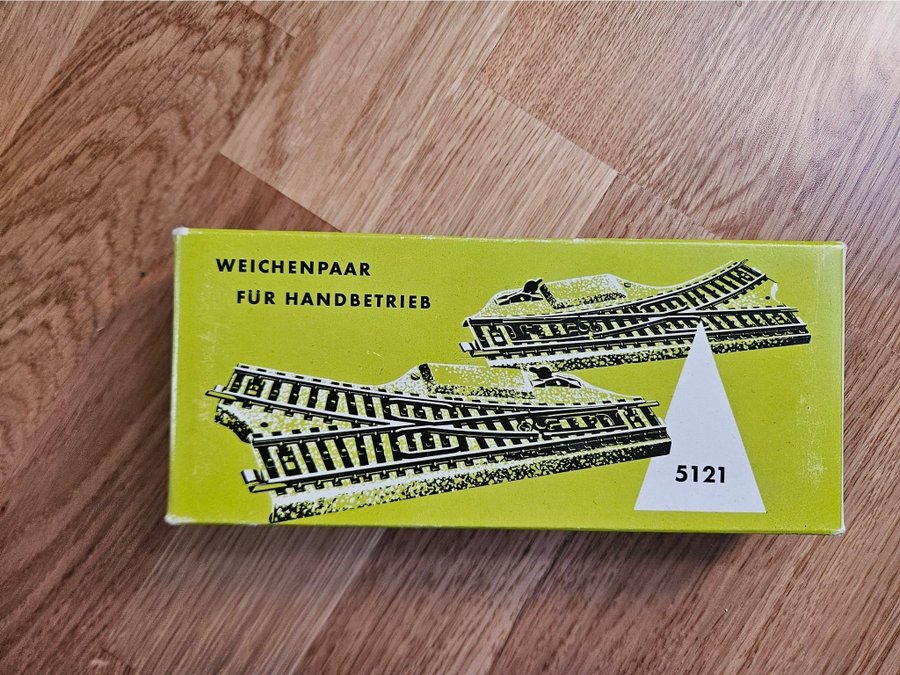 WEICHENPAAR
FÜR HANDBETRIEB
5121